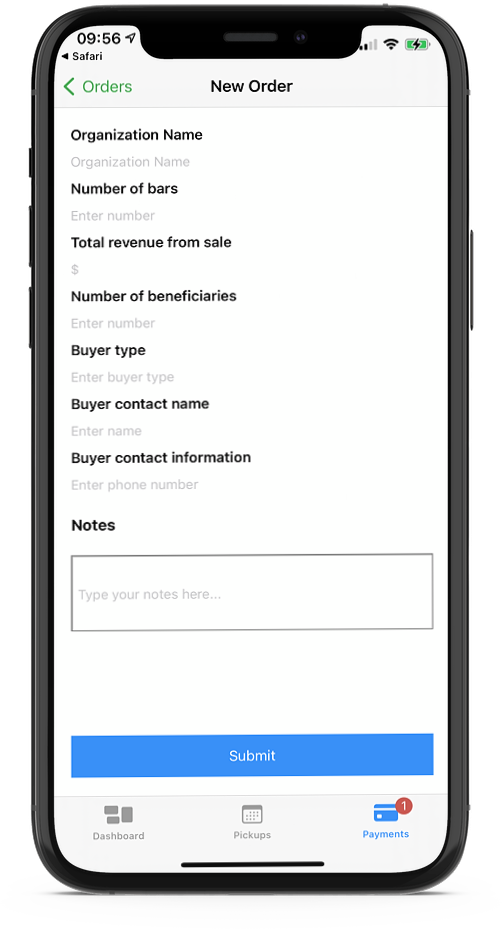 09:56
Safari
Orders
New Order
Organization Name
Organization Name
Number of bars
Enter number
Total revenue from sale
$
Number of beneficiaries
Enter number
Buyer type
Enter buyer type
Buyer contact name
Enter name
Buyer contact information
Enter phone number
Notes
Type your notes here...
Submit
1
Dashboard
Pickups
Payments